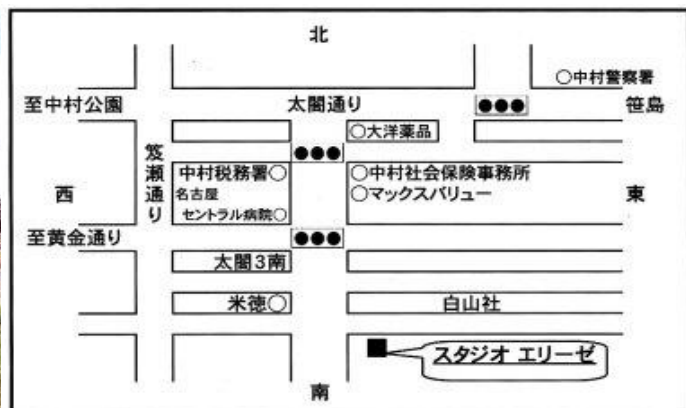 北
○中村警察署
至中村公園
太閤通り
笹島
○大洋薬品
笈瀬通り
中村税務署○
名古屋
セントラル病院○
○中村社会保険事務所
○マックスバリュー
西
東
至黄金通り
太閤3南
米徳○
白山社
スタジオ エリーゼ
南